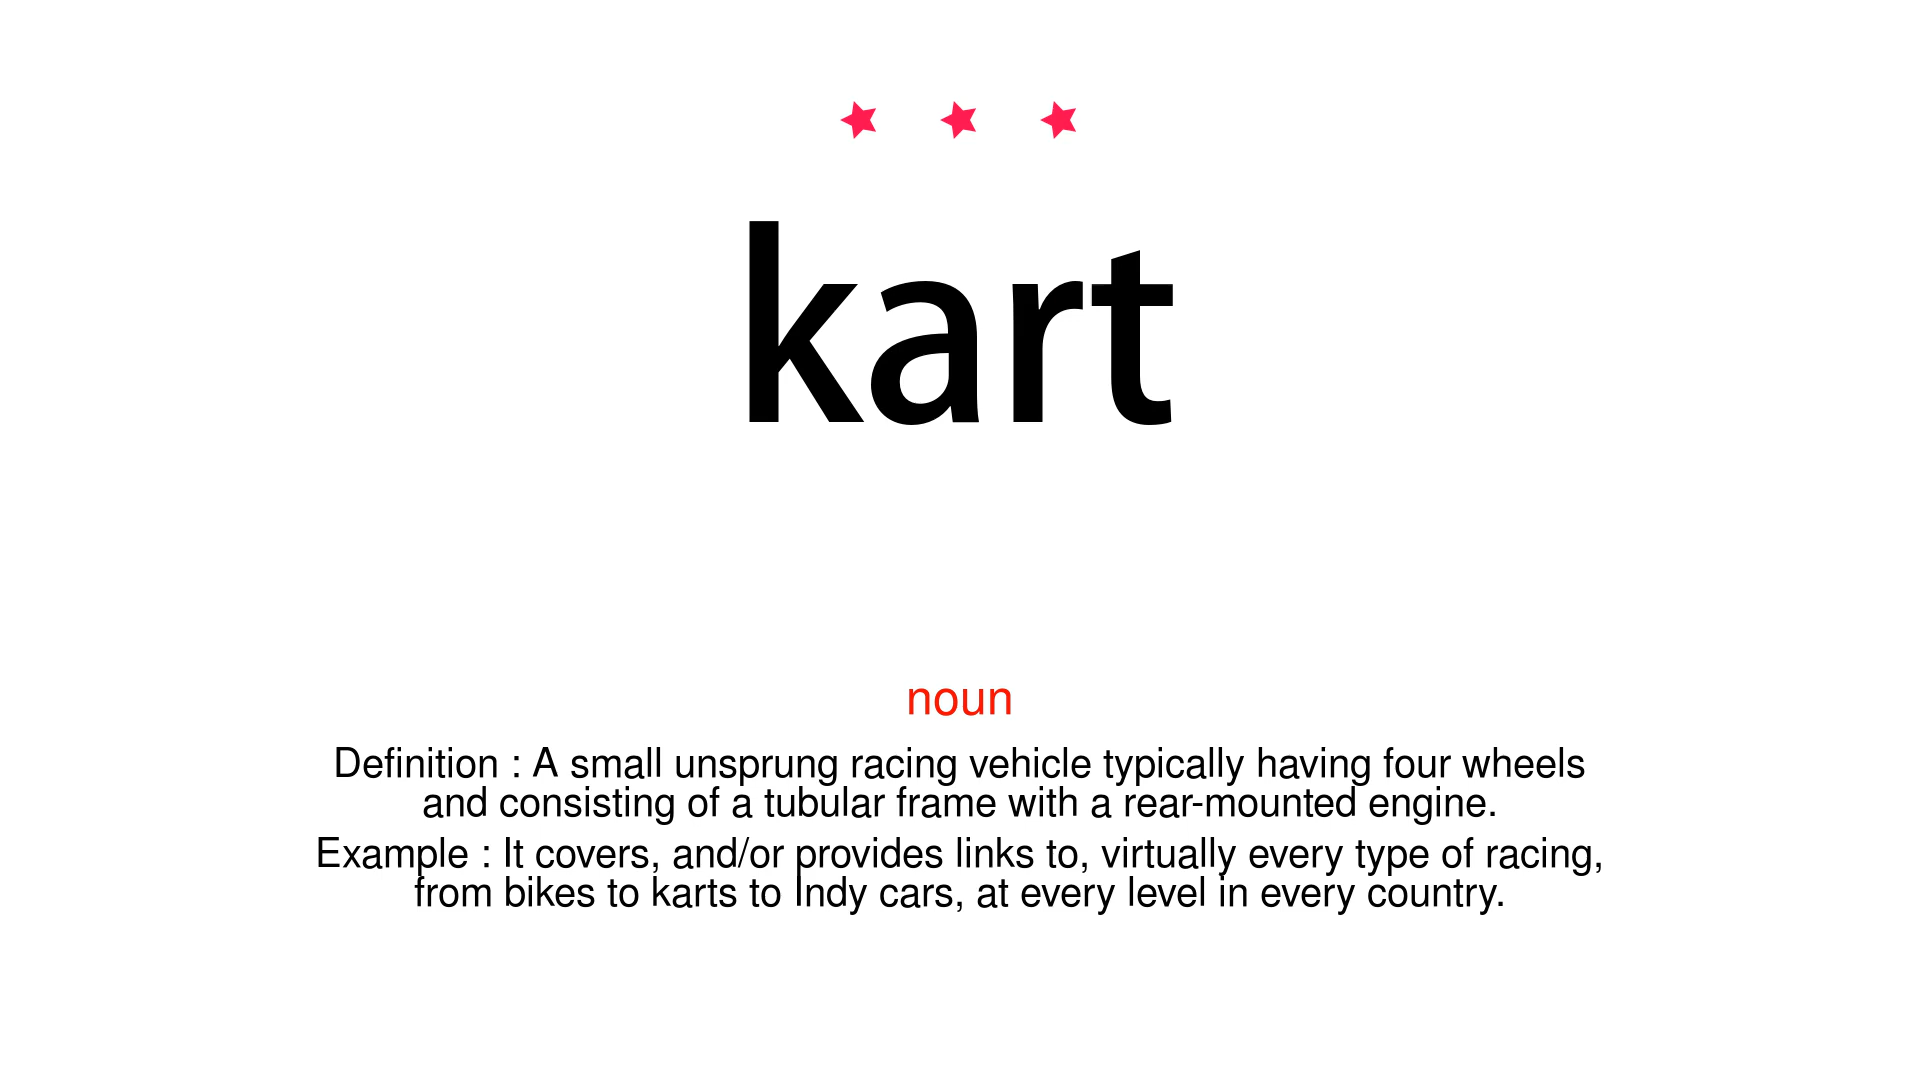 kart
noun
Definition : A small unsprung racing vehicle typically having four wheels
and consisting of a tubular frame with a rear-mounted engine.
Example : It covers, and/or provides links to, virtually every type of racing,
from bikes to karts to Indy cars, at every level in every country.